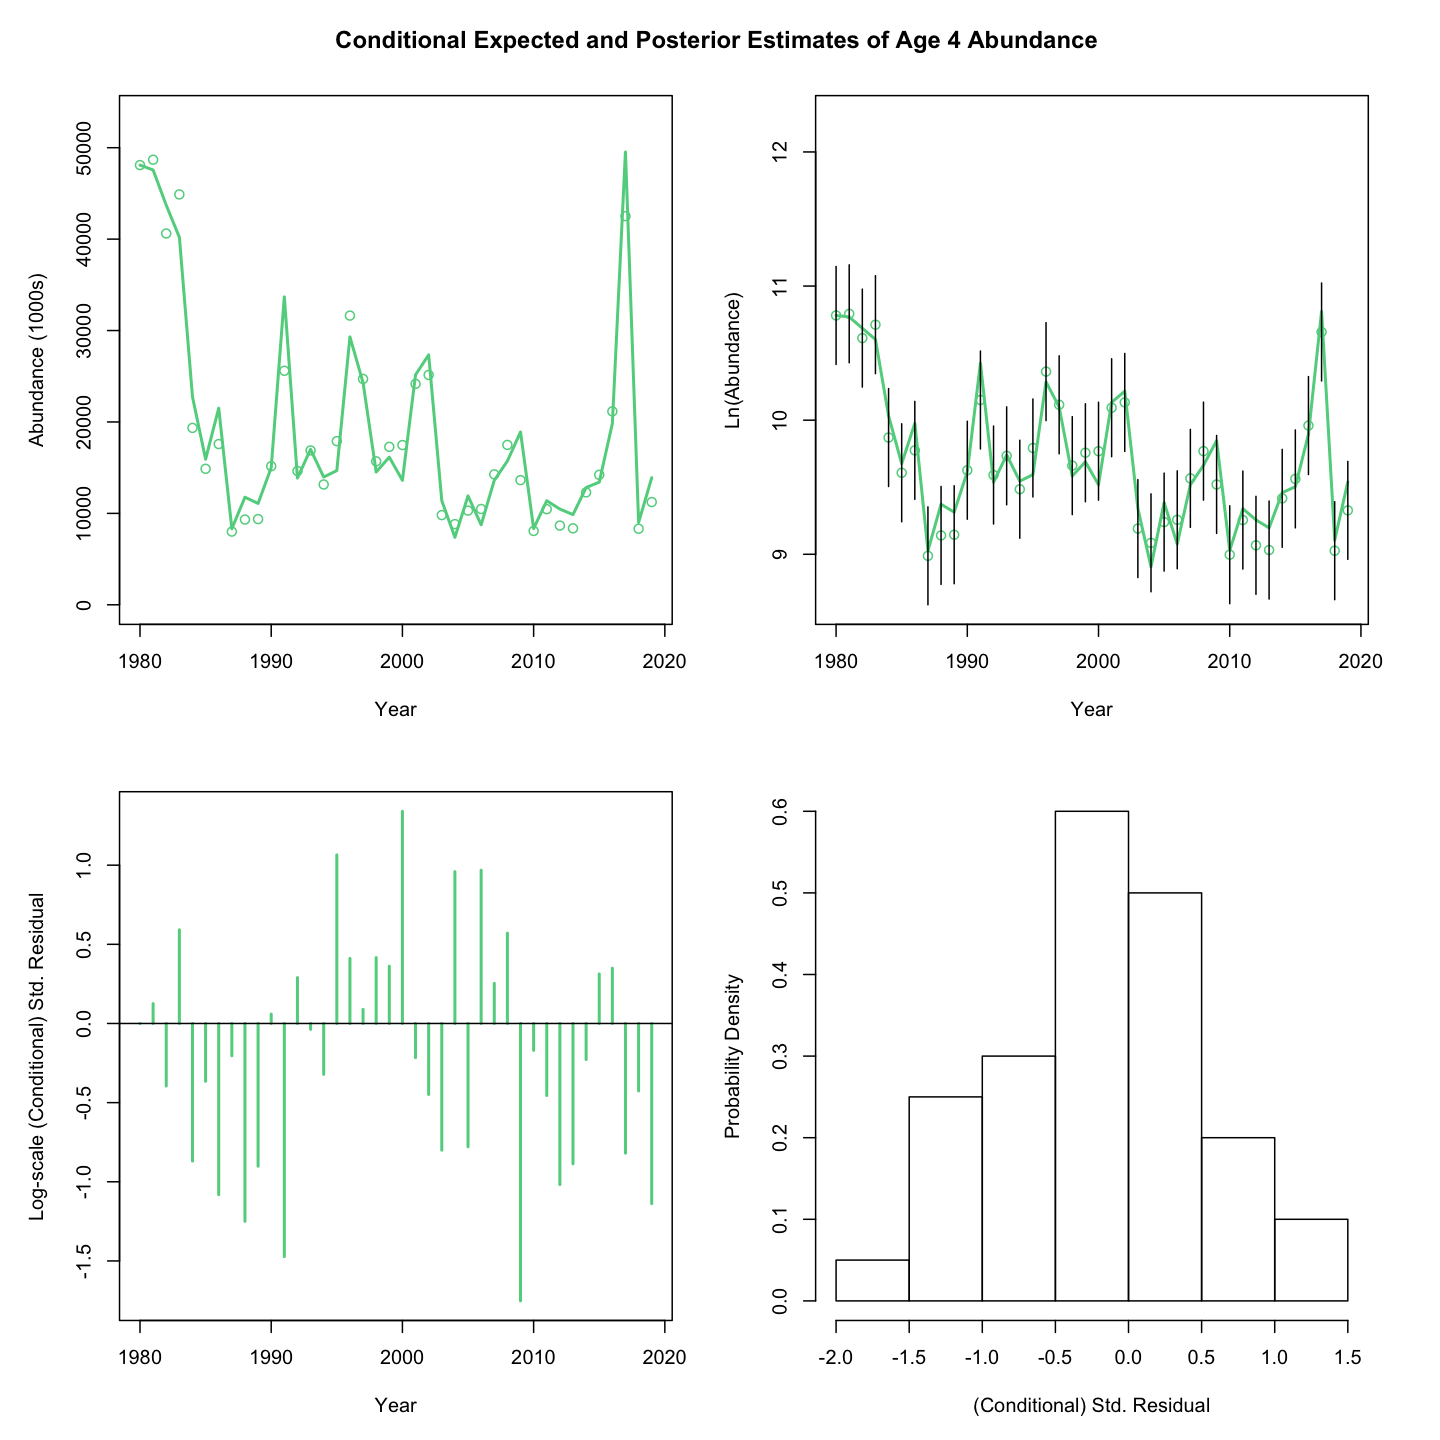 Conditional Expected and Posterior Estimates of Age 4 Abundance
Abundance (1000s)
50000
40000
30000
20000
10000
0
1980 1990 2000 2010 2020
Year
Ln(Abundance)
12
11
10
9
1980 1990 2000 2010 2020
Year
Log-scale (Conditional) Std. Residual
1.0
0.5
0.0
-0.5
-1.0
-1.5
1980 1990 2000 2010 2020
Year
Probability Density
0.6
0.5
0.4
0.3
0.2
0.1
0.0
-2.0 -1.5 -1.0 -0.5 0.0 0.5 1.0 1.5
(Conditional) Std. Residual